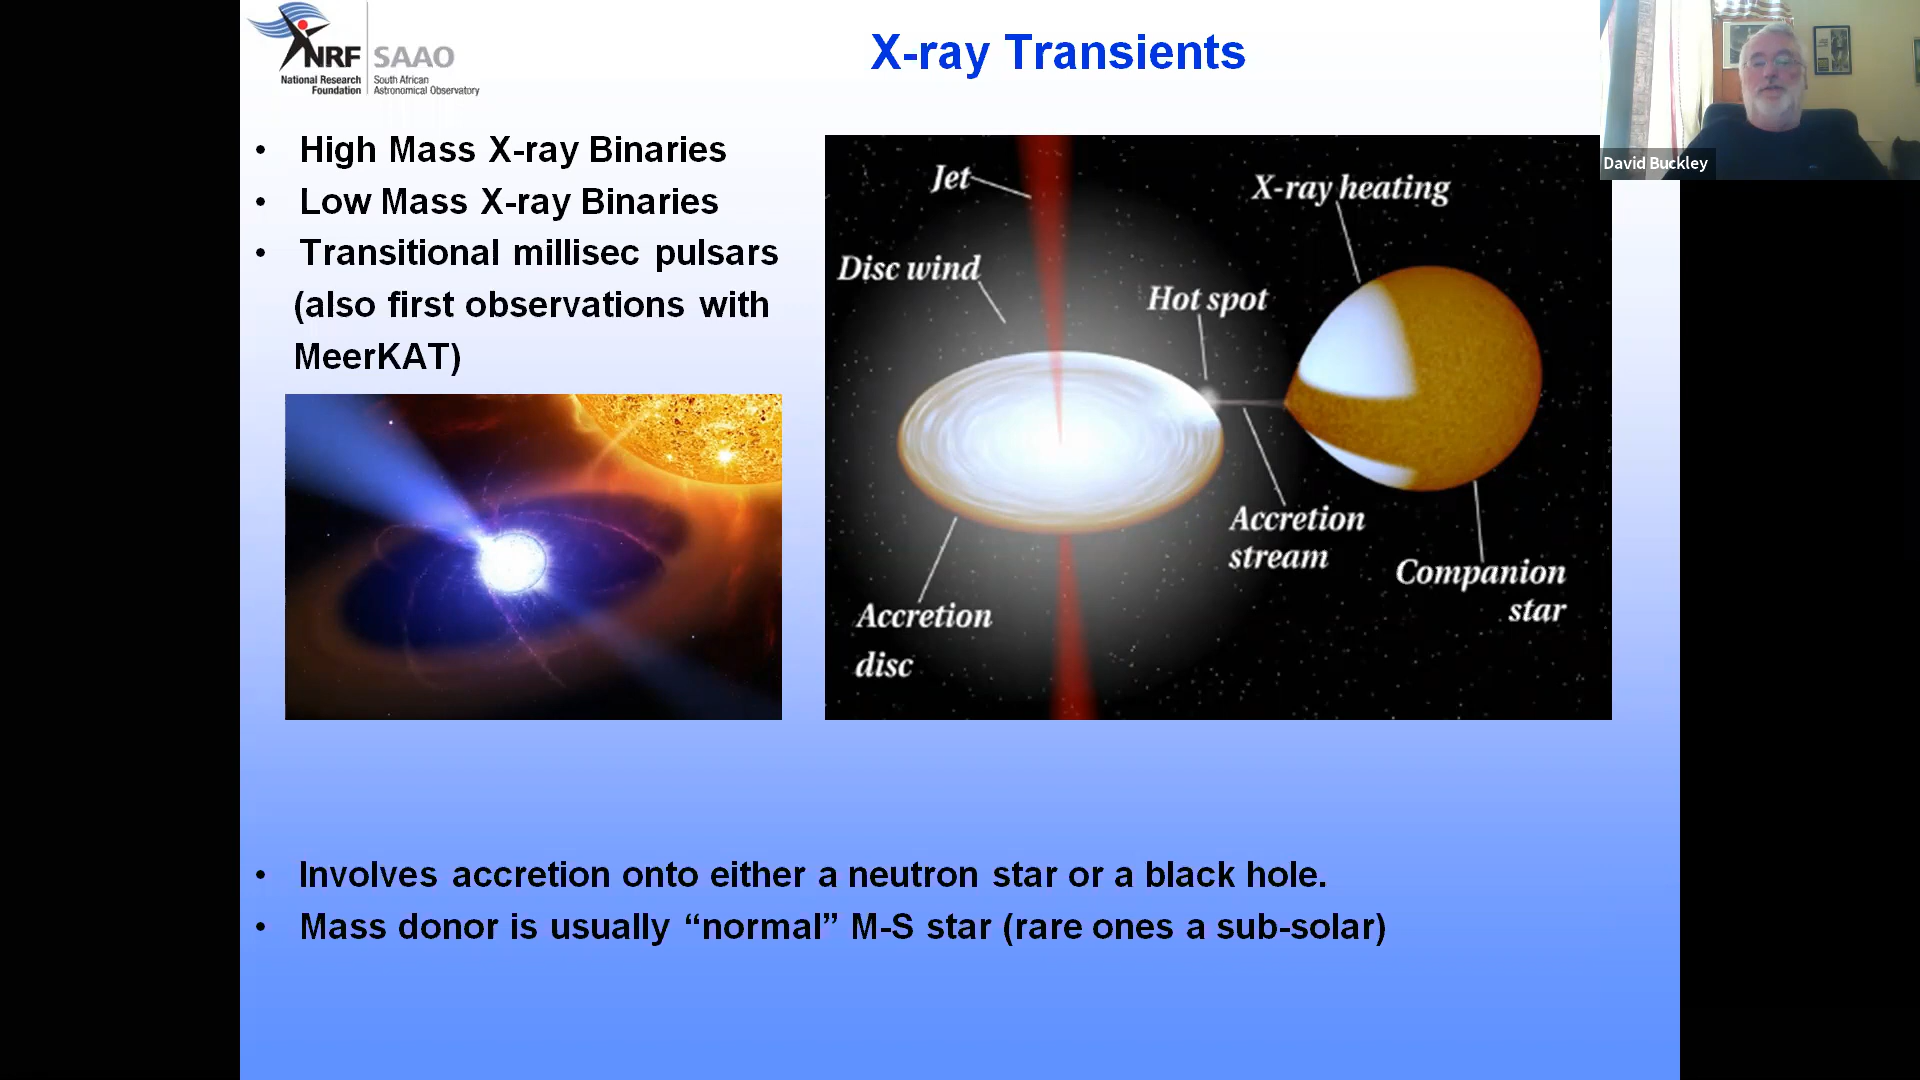 NRF
SAAO
National Research
Foundation
South African
Astronomical Observatory
X-ray Transients
David Buckley
• High Mass X-ray Binaries
• Low Mass X-ray Binaries
• Transitional millisec pulsars
(also first observations with
MeerKAT)
Jet
X-ray heating
Disc wind
Hot spot
Accretion
stream
Companion
star
Accretion
disc
• Involves accretion onto either a neutron star or a black hole.
• Mass donor is usually “normal” M-S star (rare ones a sub-solar)